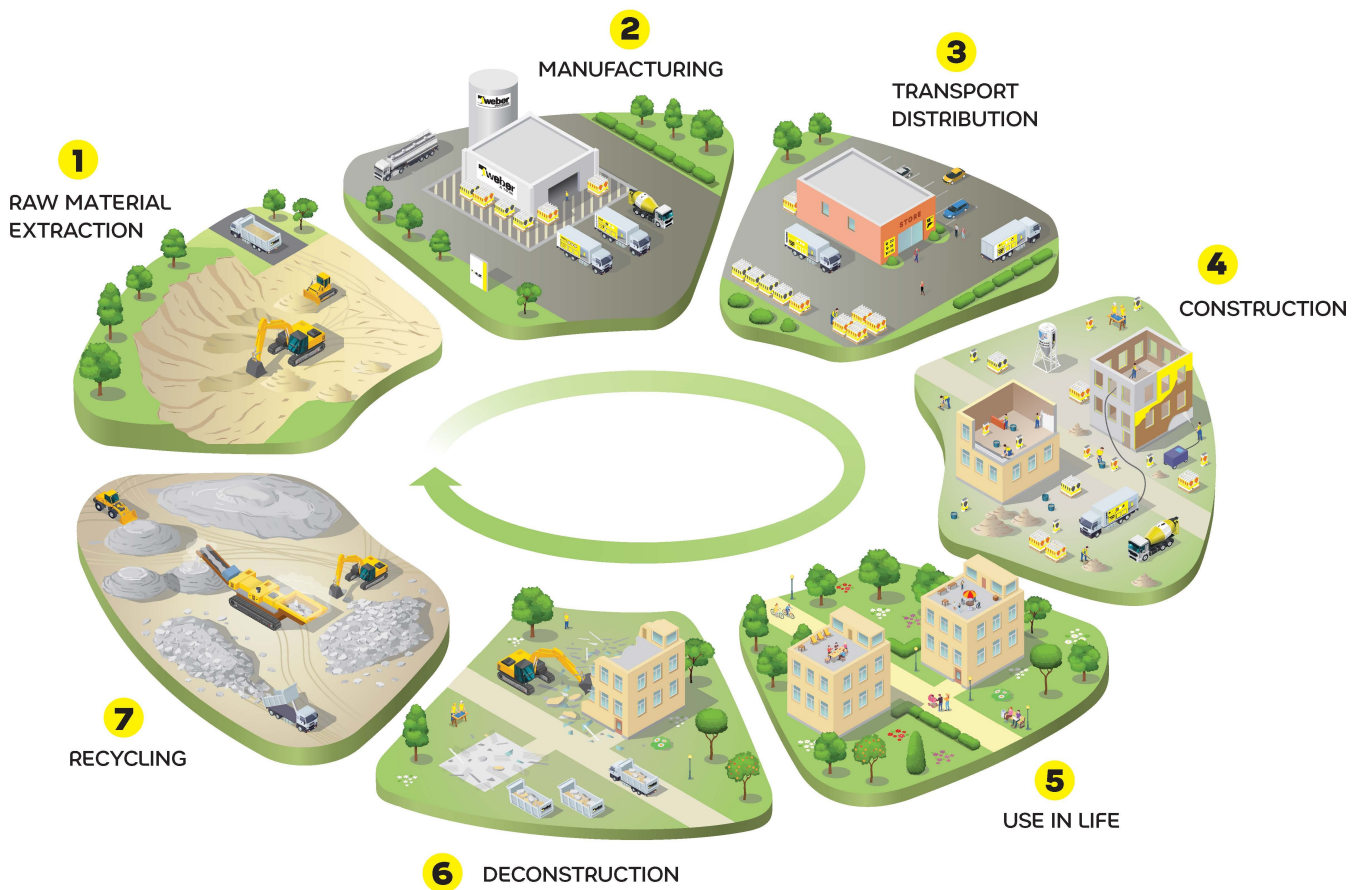 1
RAW MATERIAL
EXTRACTION
2
MANUFACTURING
weber
weber
3
TRANSPORT
DISTRIBUTION
STORE
4
CONSTRUCTION
5
USE IN LIFE
6
DECONSTRUCTION
7
RECYCLING